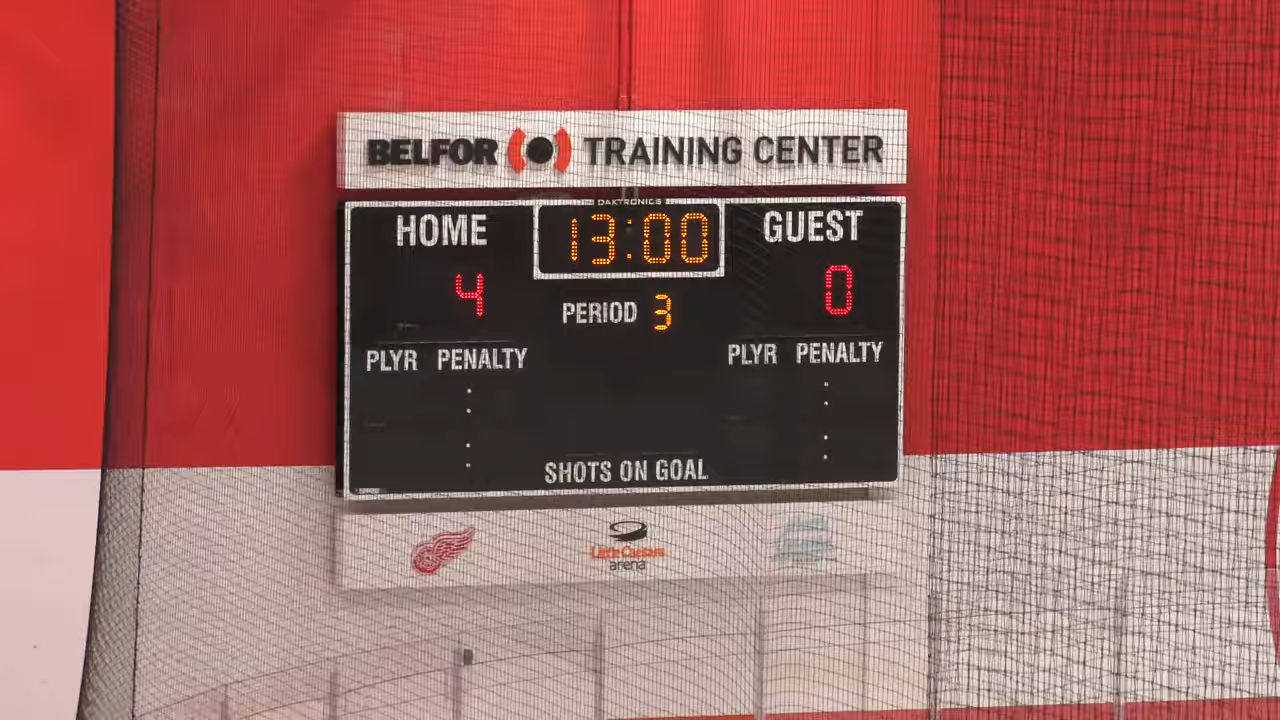 BELFOR TRAINING CENTER
DAKTRONICS
HOME 13:00 GUEST
4 PERIOD 3 0
PLYR PENALTY PLYR PENALTY
SHOTS ON GOAL
Little Caesars
arena